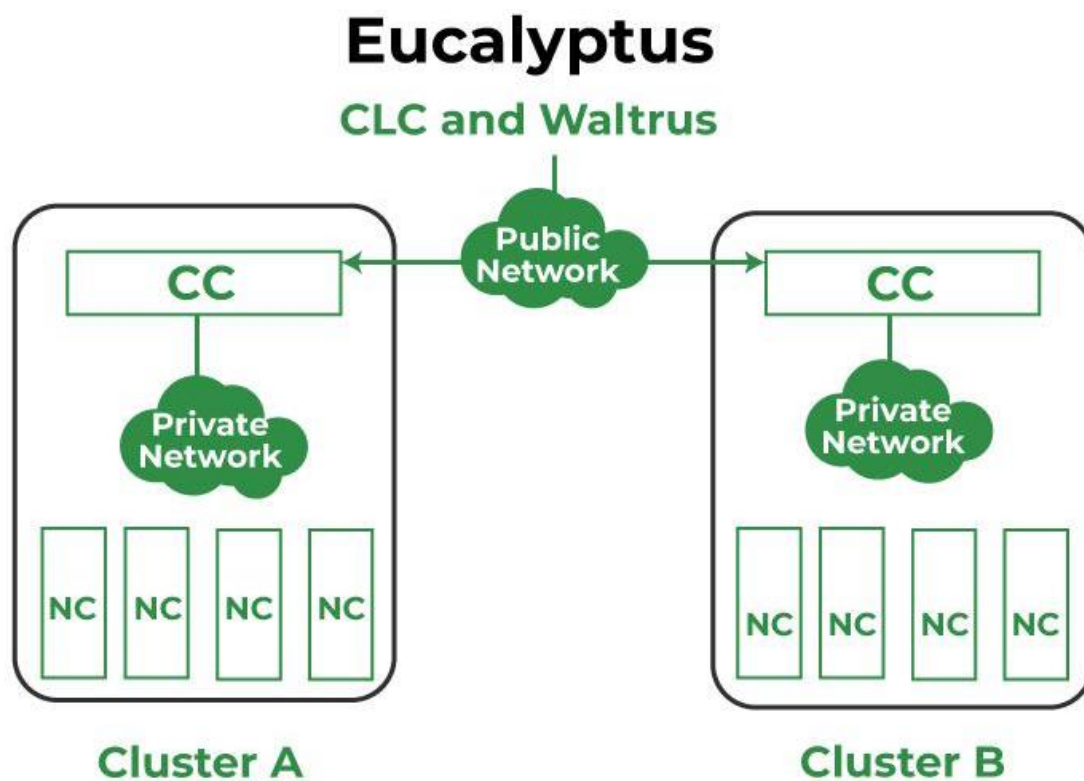 Eucalyptus
CLC and Waltrus
Public
Network
CC
Private
Network
NC NC NC NC
Cluster A
CC
Private
Network
NC NC NC NC
Cluster B